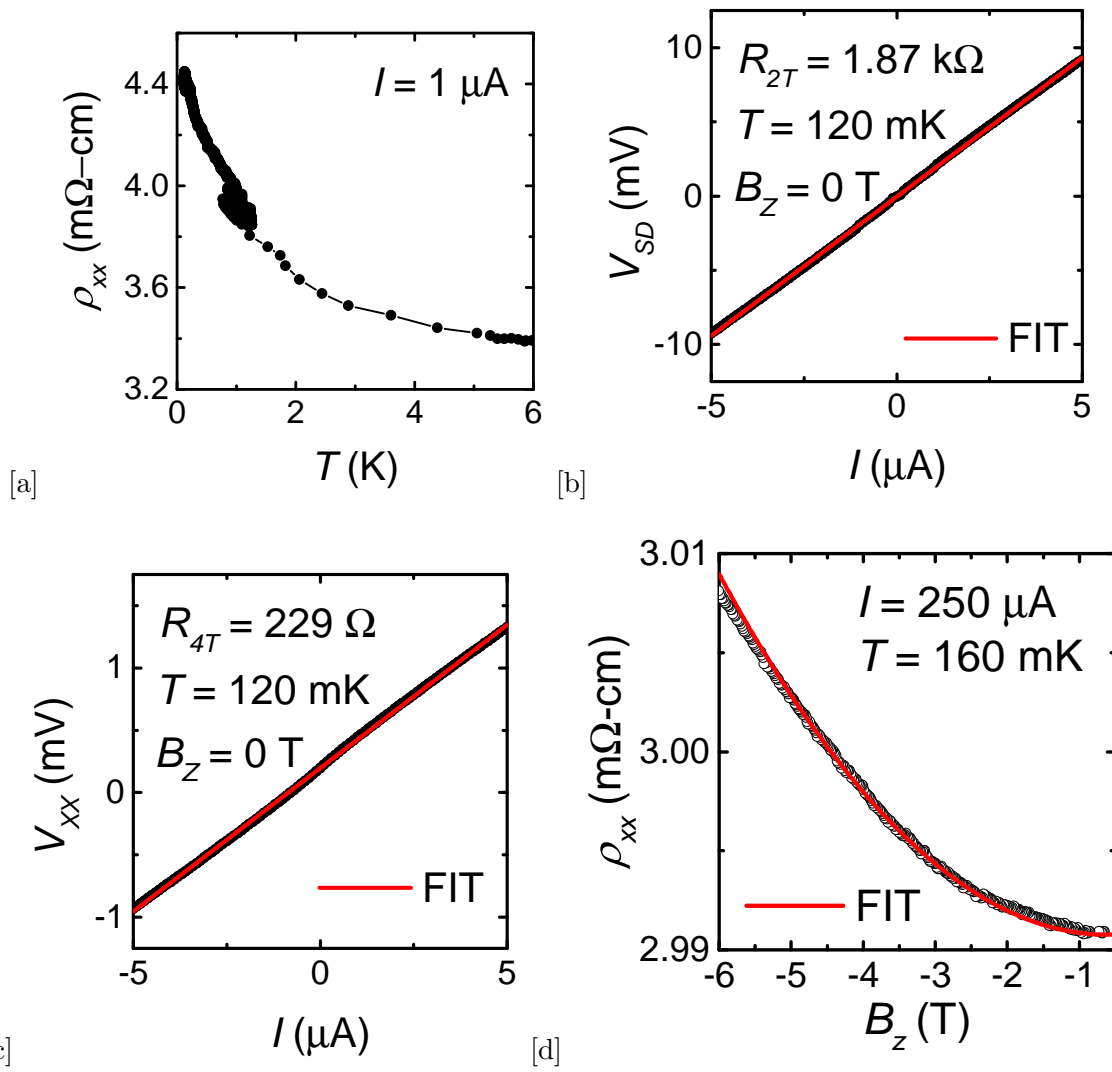 4.4
4.0
3.6
3.2
0
2
4
6
I = 1 μA
ρxx (mΩ–cm)
T (K)
[a]
10
0
-10
-5
0
5
R2T = 1.87 kΩ
T = 120 mK
BZ = 0 T
FIT
VSD (mV)
I (μA)
[b]
1
0
-1
-5
0
5
R4T = 229 Ω
T = 120 mK
BZ = 0 T
FIT
VXX (mV)
I (μA)
c]
3.01
3.00
2.99
-6
-5
-4
-3
-2
-1
I = 250 μA
T = 160 mK
FIT
ρxx (mΩ-cm)
Bz (T)
[d]